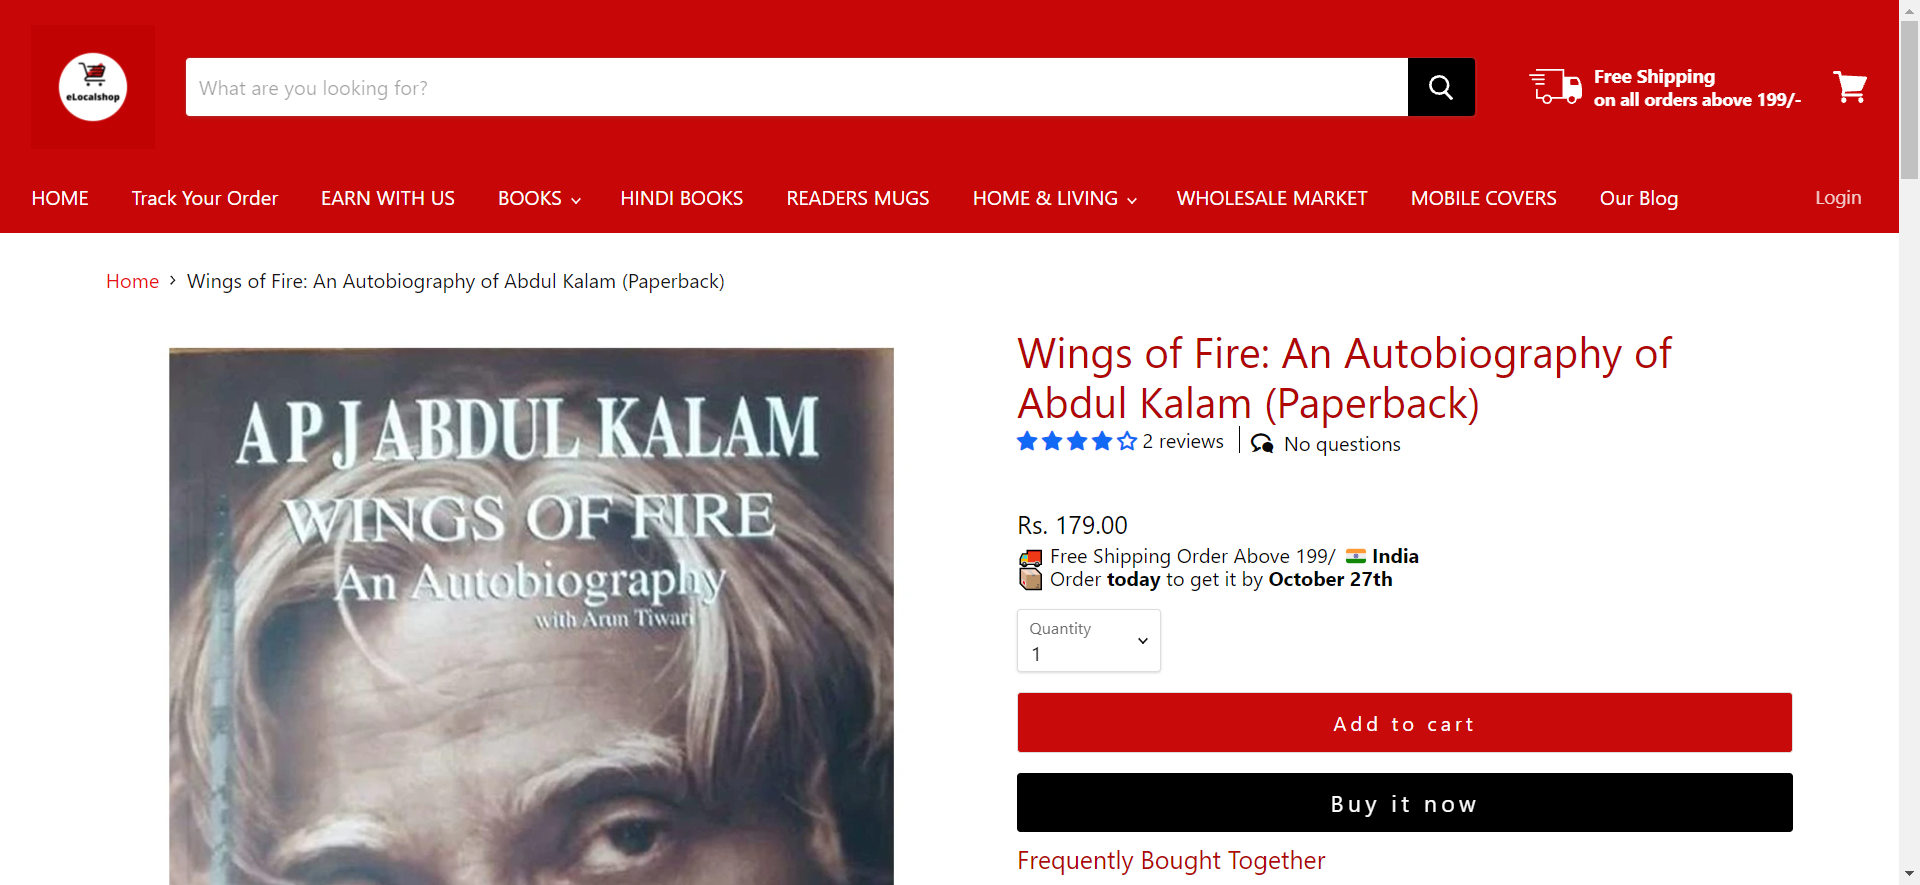 eLocalshop
What are you looking for?
Free Shipping
on all orders above 199/-
HOME
Track Your Order
EARN WITH US
BOOKS
HINDI BOOKS
READERS MUGS
HOME & LIVING
WHOLESALE MARKET
MOBILE COVERS
Our Blog
Login
Home > Wings of Fire: An Autobiography of Abdul Kalam (Paperback)
A P J ABDUL KALAM
WINGS OF FIRE
An Autobiography
with Arun Tiwari
Wings of Fire: An Autobiography of
Abdul Kalam (Paperback)
2 reviews
No questions
Rs. 179.00
Free Shipping Order Above 199/ India
Order today to get it by October 27th
Quantity
1
Add to cart
Buy it now
Frequently Bought Together